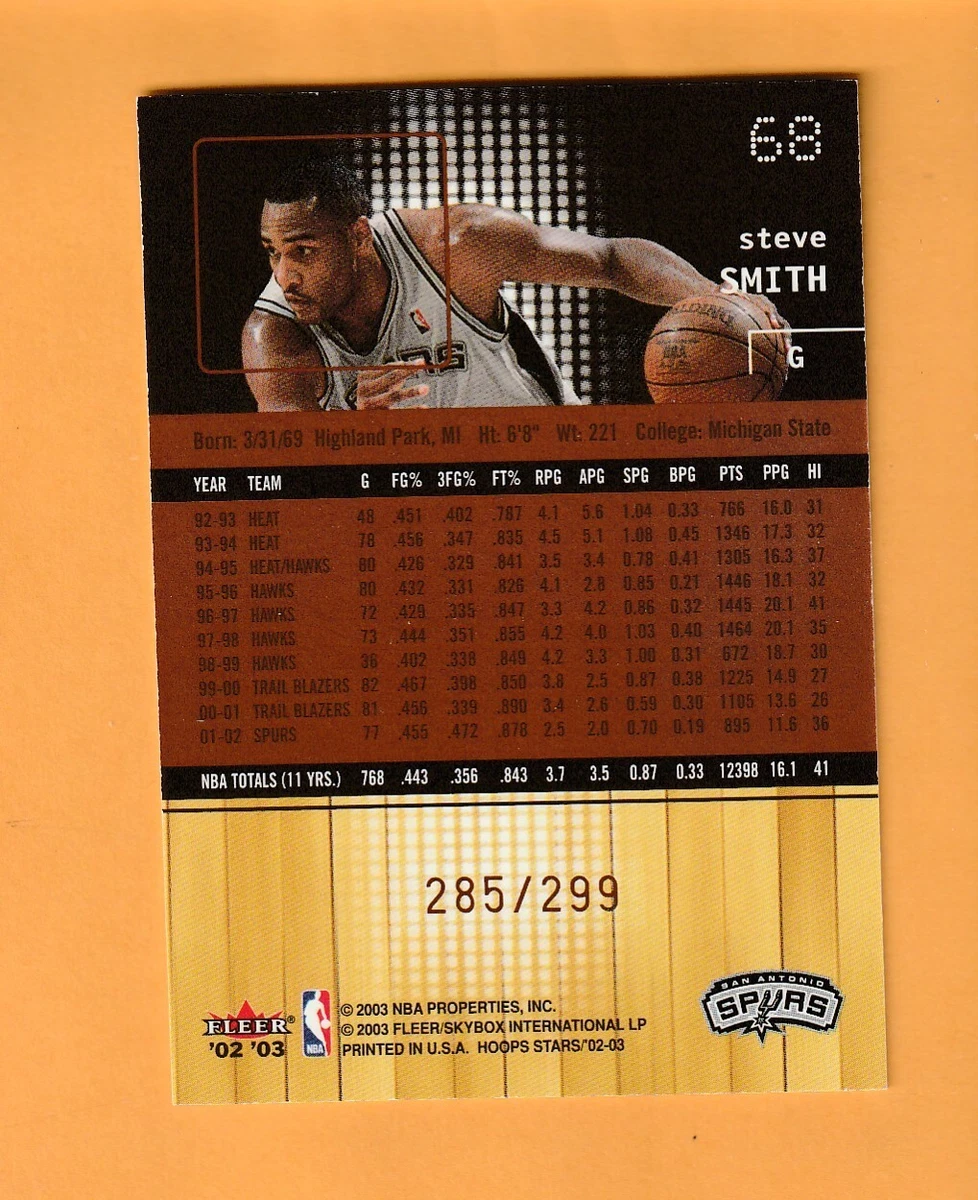 68
steve
SMITH
G
Born: 3/31/69 Highland Park, MI Ht: 6'8" Wt: 221 College: Michigan State
YEAR TEAM G FG% 3FG% FT% RPG APG SPG BPG PTS PPG HI
92-93 HEAT 48 .451 .402 .787 4.1 5.6 1.04 0.33 766 16.0 31
93-94 HEAT 78 .456 .347 .835 4.5 5.1 1.08 0.45 1346 17.3 32
94-95 HEAT/HAWKS 80 .426 .329 .841 3.5 3.4 0.78 0.41 1305 16.3 37
95-96 HAWKS 80 .432 .331 .826 4.1 2.8 0.85 0.21 1446 18.1 32
96-97 HAWKS 72 .429 .335 .847 3.3 4.2 0.86 0.32 1445 20.1 41
97-98 HAWKS 73 .444 .351 .855 4.2 4.0 1.03 0.40 1464 20.1 35
98-99 HAWKS 36 .402 .338 .849 4.2 3.3 1.00 0.31 672 18.7 30
99-00 TRAIL BLAZERS 82 .467 .398 .850 3.8 2.5 0.87 0.38 1225 14.9 27
00-01 TRAIL BLAZERS 81 .456 .339 .890 3.4 2.6 0.59 0.30 1105 13.6 26
01-02 SPURS 77 .455 .472 .878 2.5 2.0 0.70 0.19 895 11.6 36
NBA TOTALS (11 YRS.) 768 .443 .356 .843 3.7 3.5 0.87 0.33 12398 16.1 41
285/299
SAN ANTONIO
SPURS
FLEER®
'02 '03
NBA
© 2003 NBA PROPERTIES, INC.
© 2003 FLEER/SKYBOX INTERNATIONAL LP
PRINTED IN U.S.A. HOOPS STARS/'02-03